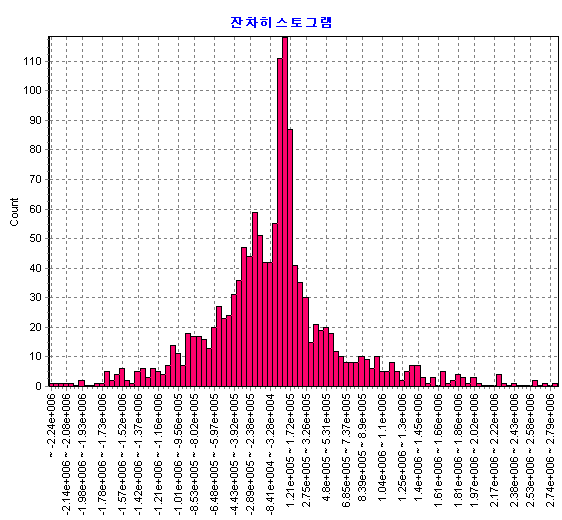 잔차히스토그램
110
100
90
80
70
60
50
40
30
20
10
0
Count
~ -2.24e+006
-2.14e+006 ~ -2.08e+006
-1.98e+006 ~ -1.93e+006
-1.78e+006 ~ -1.73e+006
-1.57e+006 ~ -1.52e+006
-1.42e+006 ~ -1.37e+006
-1.21e+006 ~ -1.16e+006
-1.01e+006 ~ -9.56e+005
-8.53e+005 ~ -8.02e+005
-6.48e+005 ~ -5.97e+005
-4.43e+005 ~ -3.92e+005
-2.89e+005 ~ -2.38e+005
-8.41e+004 ~ -3.28e+004
1.21e+005 ~ 1.72e+005
2.75e+005 ~ 3.26e+005
4.8e+005 ~ 5.31e+005
6.85e+005 ~ 7.37e+005
8.39e+005 ~ 8.9e+005
1.04e+006 ~ 1.1e+006
1.25e+006 ~ 1.3e+006
1.4e+006 ~ 1.45e+006
1.61e+006 ~ 1.66e+006
1.81e+006 ~ 1.86e+006
1.97e+006 ~ 2.02e+006
2.17e+006 ~ 2.22e+006
2.38e+006 ~ 2.43e+006
2.53e+006 ~ 2.58e+006
2.74e+006 ~ 2.79e+006